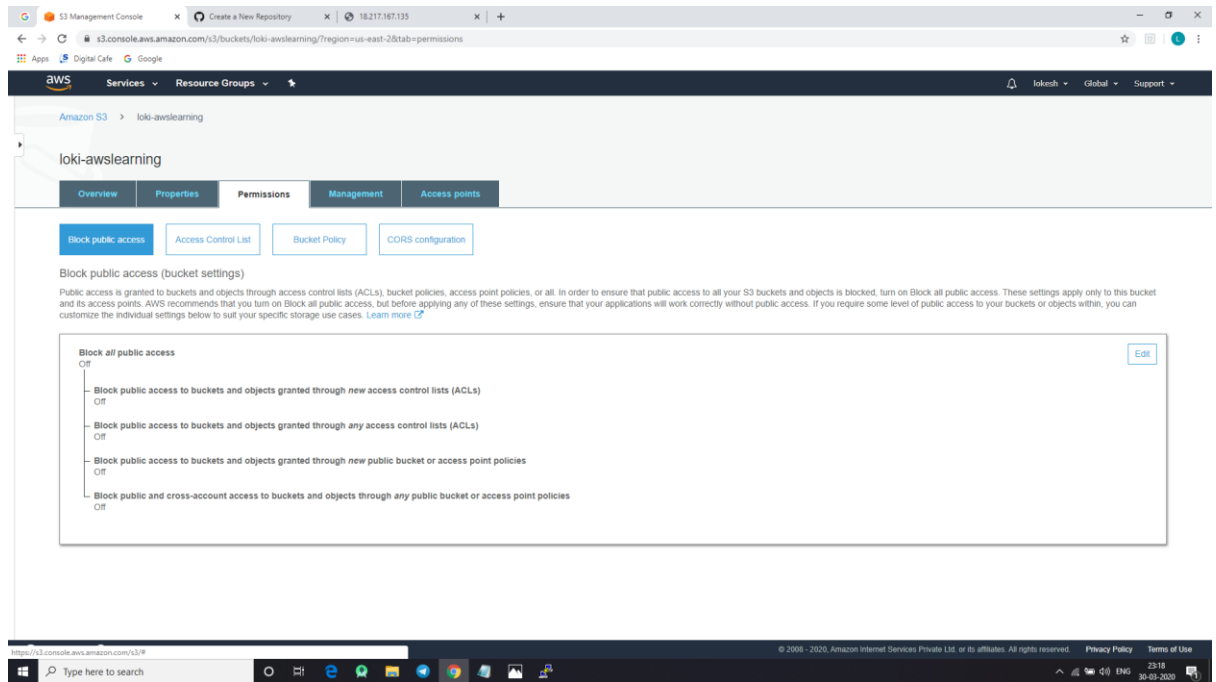 S3 Management Console
Create a New Repository
18.217.167.135
s3.console.aws.amazon.com/s3/buckets/loki-awslearning/?region=us-east-2&tab=permissions
L
Apps Digital Cafe Google
aws Services Resource Groups lokesh Global Support
Amazon S3 > loki-awslearning
loki-awslearning
Overview Properties Permissions Management Access points
Block public access Access Control List Bucket Policy CORS configuration
Block public access (bucket settings)
Public access is granted to buckets and objects through access control lists (ACLs), bucket policies, access point policies, or all. In order to ensure that public access to all your S3 buckets and objects is blocked, turn on Block all public access. These settings apply only to this bucket
and its access points. AWS recommends that you turn on Block all public access, but before applying any of these settings, ensure that your applications will work correctly without public access. If you require some level of public access to your buckets or objects within, you can
customize the individual settings below to suit your specific storage use cases. Learn more
Block all public access
Off
Edit
Block public access to buckets and objects granted through new access control lists (ACLs)
Off
Block public access to buckets and objects granted through any access control lists (ACLs)
Off
Block public access to buckets and objects granted through new public bucket or access point policies
Off
Block public and cross-account access to buckets and objects through any public bucket or access point policies
Off
https://s3.console.aws.amazon.com/s3/#
© 2008 - 2020, Amazon Internet Services Private Ltd. or its affiliates. All rights reserved. Privacy Policy Terms of Use
Type here to search
ENG
23:18
30-03-2020